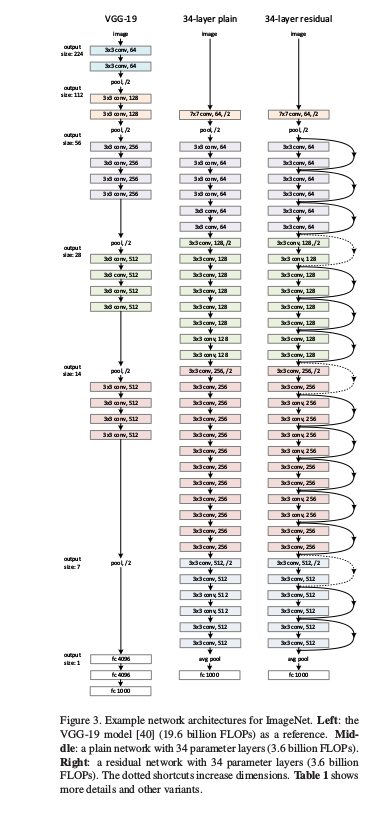 VGG-19
image
3x3 conv, 64
3x3 conv, 64
pool, /2
3x3 conv, 128
3x3 conv, 128
pool, /2
3x3 conv, 256
3x3 conv, 256
3x3 conv, 256
3x3 conv, 256
pool, /2
3x3 conv, 512
3x3 conv, 512
3x3 conv, 512
3x3 conv, 512
pool, /2
3x3 conv, 512
3x3 conv, 512
3x3 conv, 512
3x3 conv, 512
pool, /2
fc 4096
fc 4096
fc 1000
output
size: 224
output
size: 112
output
size: 56
output
size: 28
output
size: 14
output
size: 7
output
size: 1
34-layer plain
image
7x7 conv, 64, /2
pool, /2
3x3 conv, 64
3x3 conv, 64
3x3 conv, 64
3x3 conv, 64
3x3 conv, 64
3x3 conv, 64
3x3 conv, 128, /2
3x3 conv, 128
3x3 conv, 128
3x3 conv, 128
3x3 conv, 128
3x3 conv, 128
3x3 conv, 128
3x3 conv, 128
3x3 conv, 256, /2
3x3 conv, 256
3x3 conv, 256
3x3 conv, 256
3x3 conv, 256
3x3 conv, 256
3x3 conv, 256
3x3 conv, 256
3x3 conv, 256
3x3 conv, 256
3x3 conv, 256
3x3 conv, 256
3x3 conv, 512, /2
3x3 conv, 512
3x3 conv, 512
3x3 conv, 512
3x3 conv, 512
3x3 conv, 512
avg pool
fc 1000
34-layer residual
image
7x7 conv, 64, /2
pool, /2
3x3 conv, 64
3x3 conv, 64
3x3 conv, 64
3x3 conv, 64
3x3 conv, 64
3x3 conv, 64
3x3 conv, 128, /2
3x3 conv, 128
3x3 conv, 128
3x3 conv, 128
3x3 conv, 128
3x3 conv, 128
3x3 conv, 128
3x3 conv, 128
3x3 conv, 256, /2
3x3 conv, 256
3x3 conv, 256
3x3 conv, 256
3x3 conv, 256
3x3 conv, 256
3x3 conv, 256
3x3 conv, 256
3x3 conv, 256
3x3 conv, 256
3x3 conv, 256
3x3 conv, 256
3x3 conv, 512, /2
3x3 conv, 512
3x3 conv, 512
3x3 conv, 512
3x3 conv, 512
3x3 conv, 512
avg pool
fc 1000
Figure 3. Example network architectures for ImageNet. Left: the
VGG-19 model [40] (19.6 billion FLOPs) as a reference. Mid-
dle: a plain network with 34 parameter layers (3.6 billion FLOPs).
Right: a residual network with 34 parameter layers (3.6 billion
FLOPs). The dotted shortcuts increase dimensions. Table 1 shows
more details and other variants.